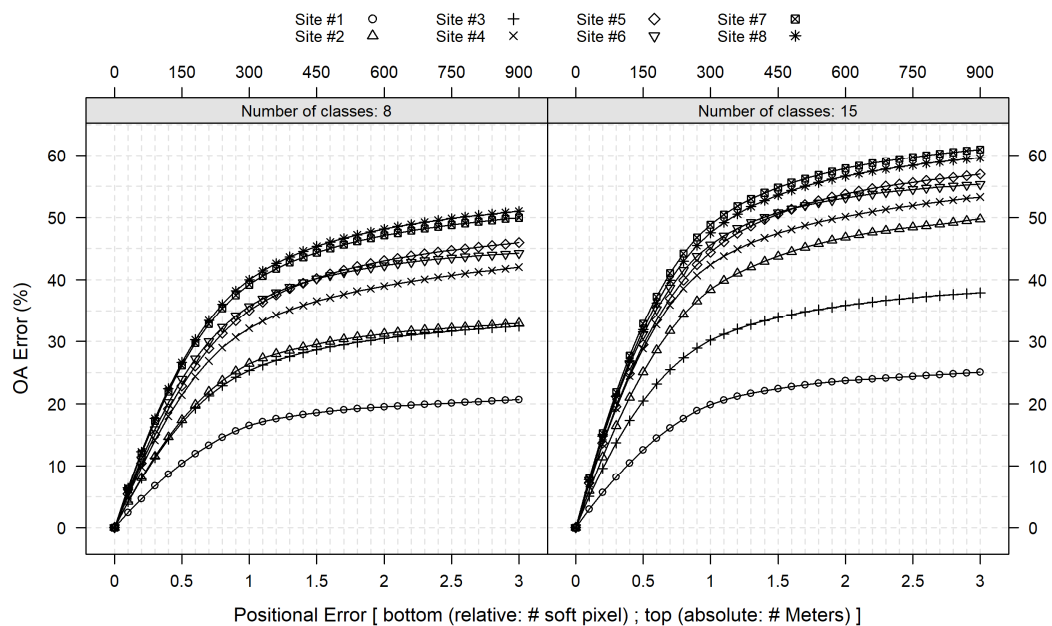 Site #1 Site #3 Site #5 Site #7
Site #2 Site #4 Site #6 Site #8
0 150 300 450 600 750 900 0 150 300 450 600 750 900
Number of classes: 8 Number of classes: 15
60 60
50 50
40 40
30 30
20 20
10 10
0 0
OA Error (%)
0 0.5 1 1.5 2 2.5 3 0 0.5 1 1.5 2 2.5 3
Positional Error [ bottom (relative: # soft pixel) ; top (absolute: # Meters) ]